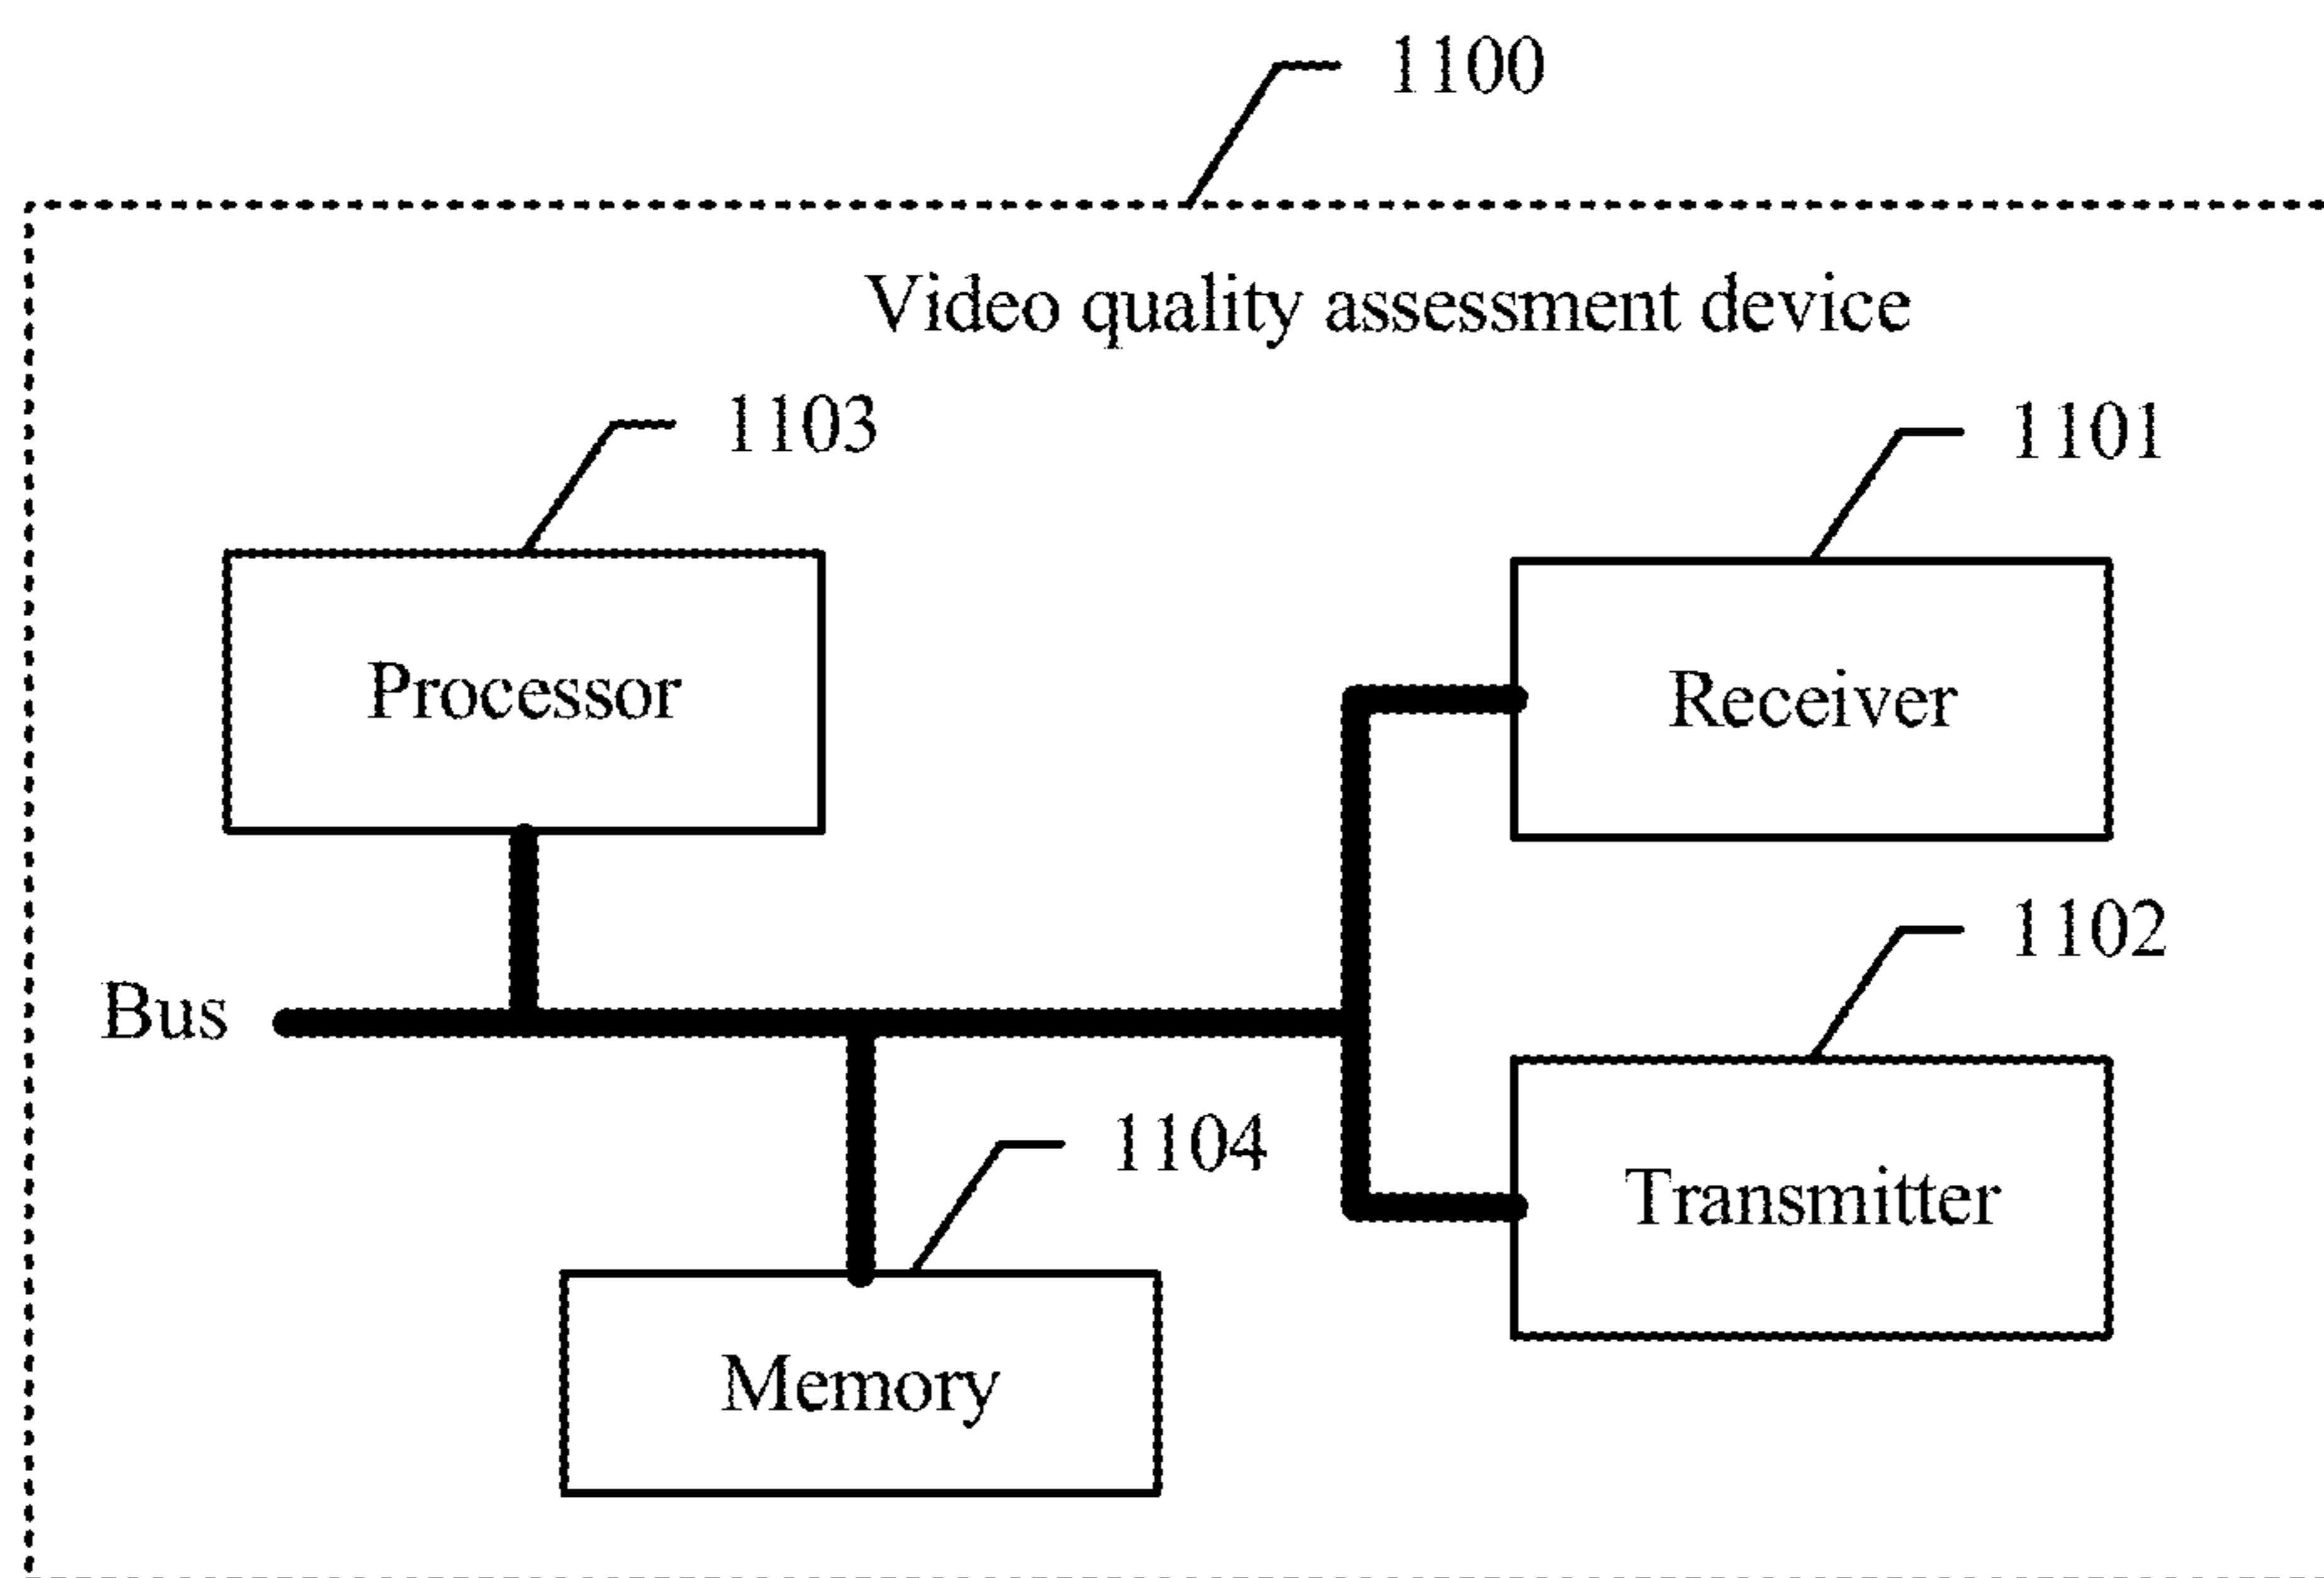 1100
Video quality assessment device
1103
1101
Processor
Receiver
1102
Bus
1104
Transmitter
Memory